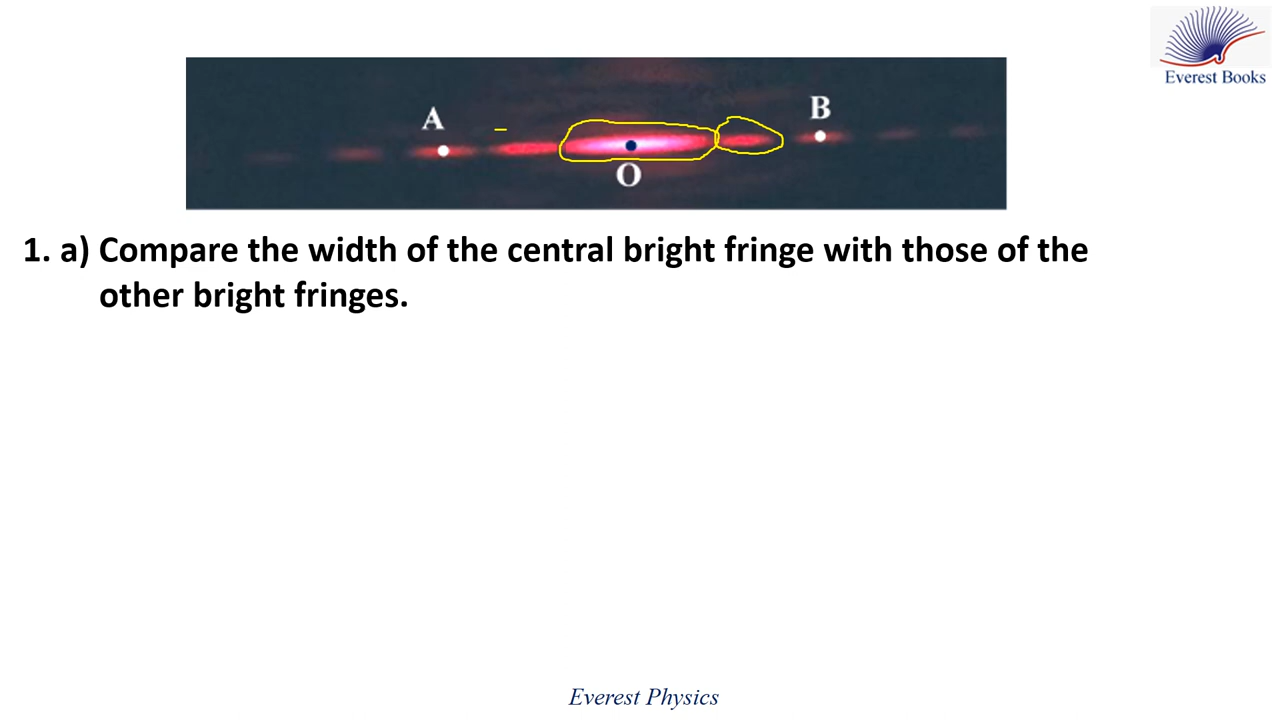 Everest Books
A
B
O
1. a) Compare the width of the central bright fringe with those of the
other bright fringes.
Everest Physics